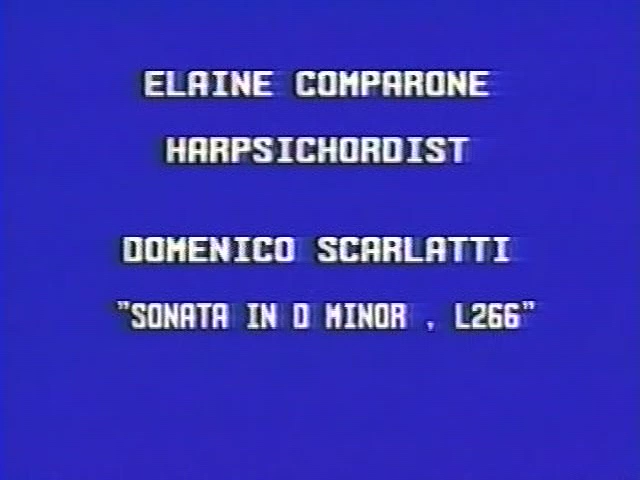 ELAINE COMPARONE
HARPSICHORDIST
DOMENICO SCARLATTI
"SONATA IN D MINOR , L266"